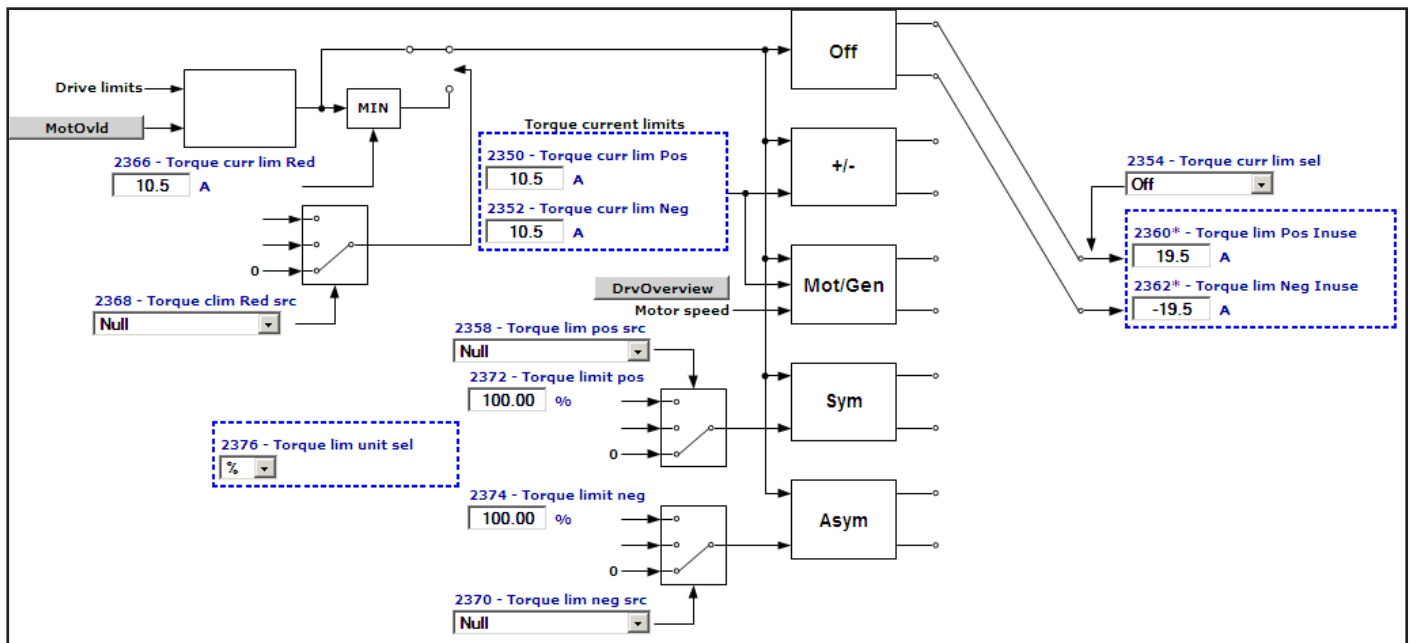 Drive limits
MotOvld
MIN
2366 - Torque curr lim Red
10.5 A
0
2368 - Torque clim Red src
Null
Torque current limits
2350 - Torque curr lim Pos
10.5 A
2352 - Torque curr lim Neg
10.5 A
DrvOverview
Motor speed
2358 - Torque lim pos src
Null
2372 - Torque limit pos
100.00 %
0
2376 - Torque lim unit sel
%
2374 - Torque limit neg
100.00 %
0
2370 - Torque lim neg src
Null
Off
+/-
Mot/Gen
Sym
Asym
2354 - Torque curr lim sel
Off
2360* - Torque lim Pos Inuse
19.5 A
2362* - Torque lim Neg Inuse
-19.5 A